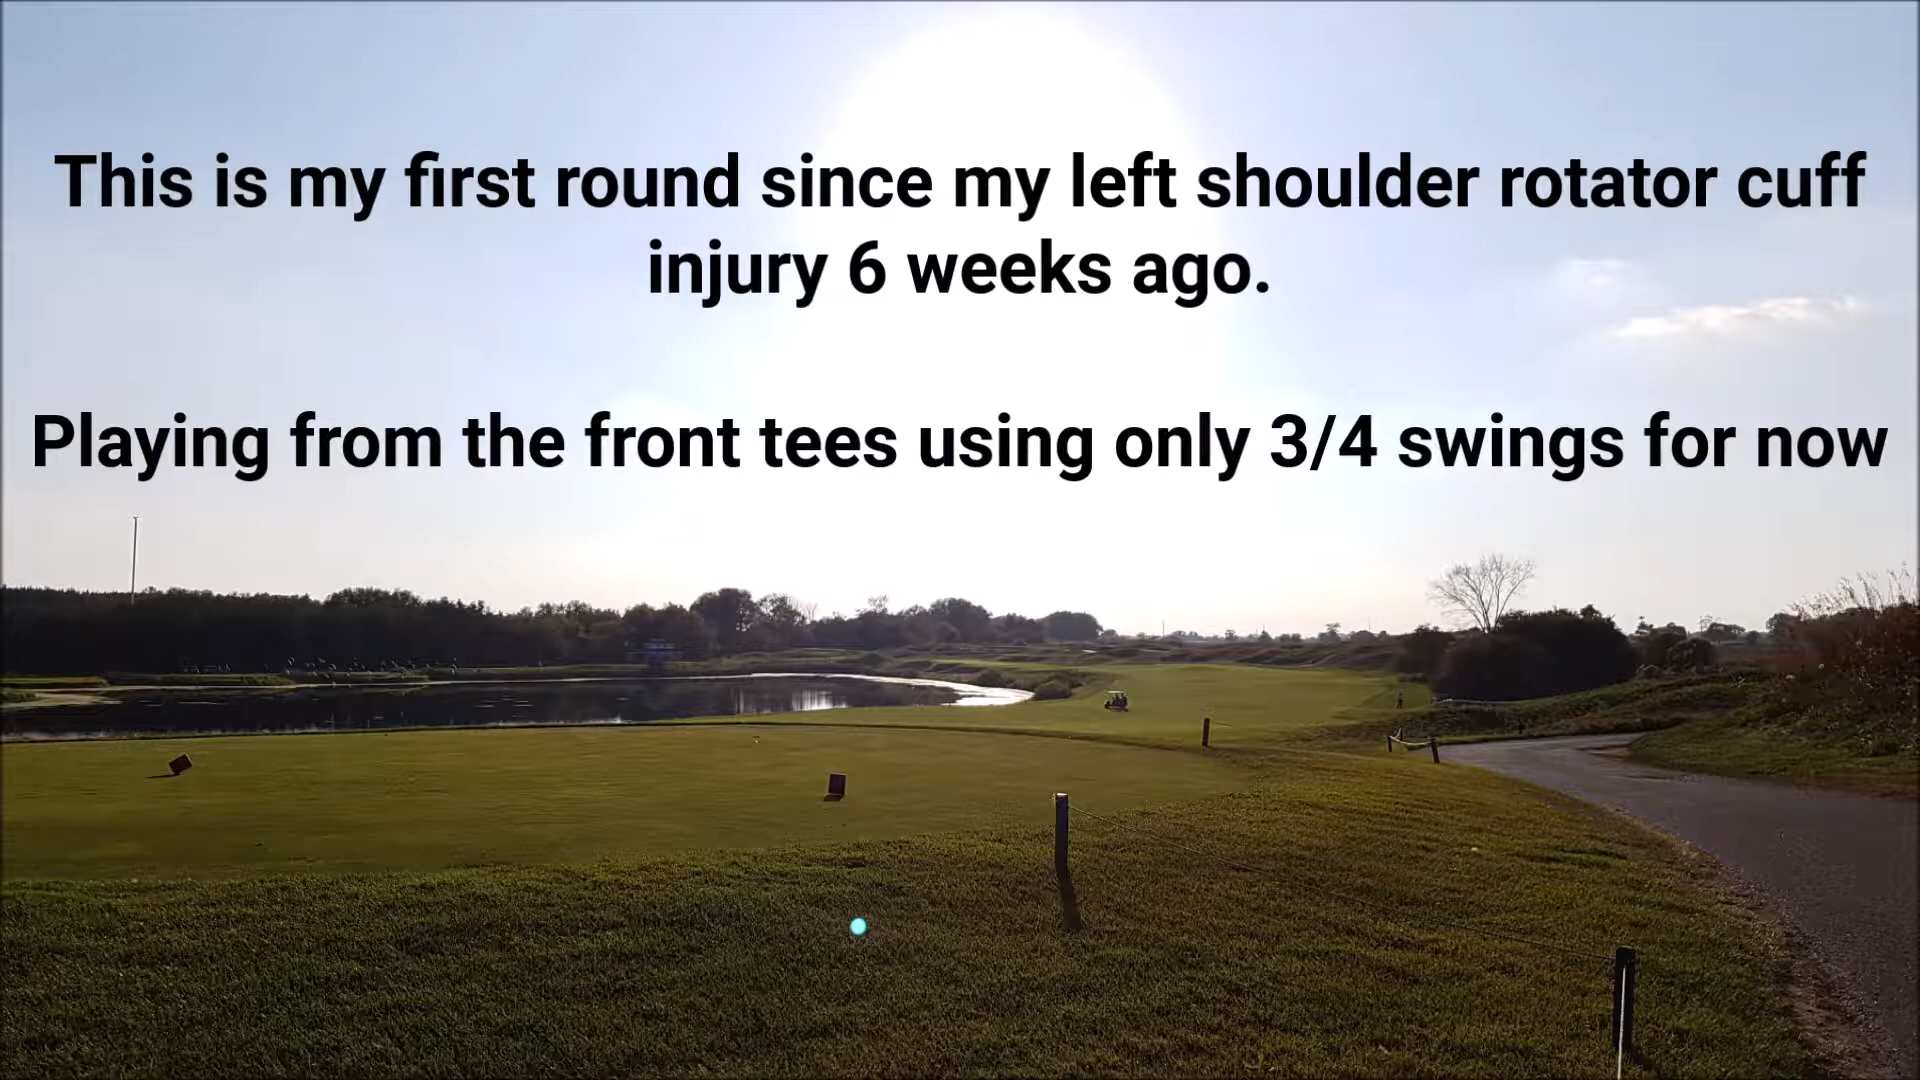 This is my first round since my left shoulder rotator cuff
injury 6 weeks ago.
Playing from the front tees using only 3/4 swings for now